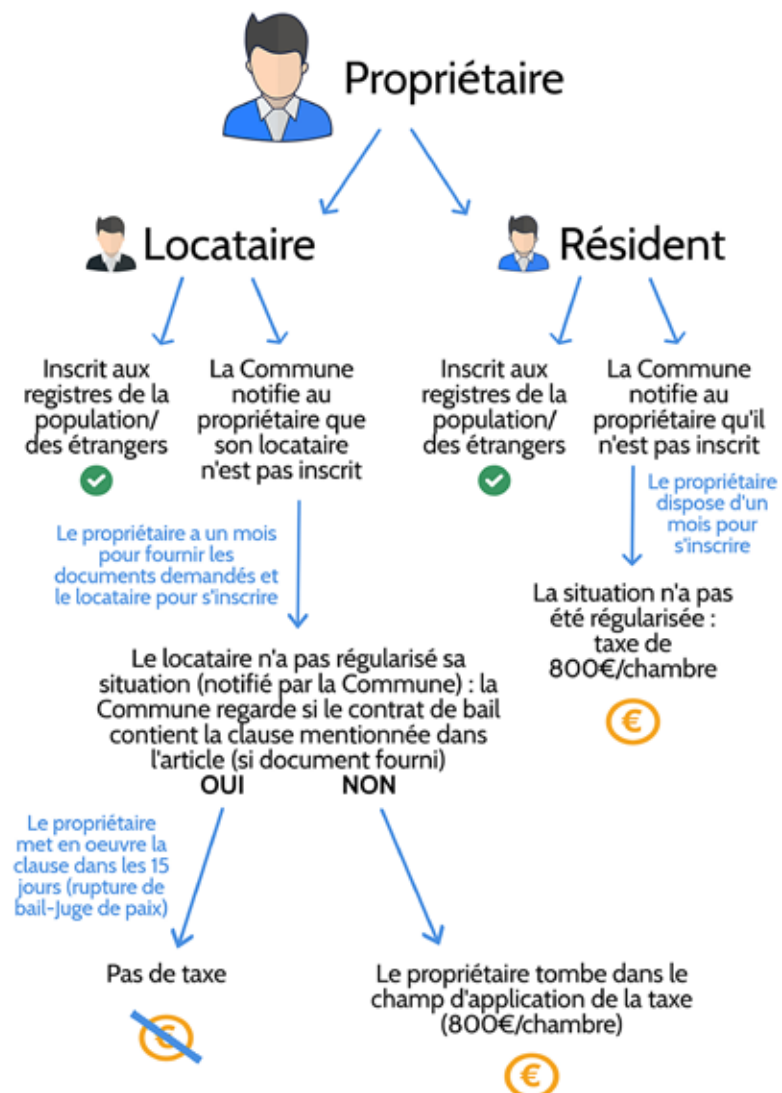 Propriétaire
Locataire
Résident
Inscrit aux
registres de la
population/
des étrangers
La Commune
notifie au
propriétaire que
son locataire
n'est pas inscrit
Inscrit aux
registres de la
population/
des étrangers
La Commune
notifie au
propriétaire qu'il
n'est pas inscrit
Le propriétaire a un mois
pour fournir les
documents demandés et
le locataire pour s'inscrire
Le propriétaire
dispose d'un
mois pour
s'inscrire
La situation n'a pas
été régularisée :
taxe de
800€/chambre
€
Le locataire n'a pas régularisé sa
situation (notifié par la Commune) : la
Commune regarde si le contrat de bail
contient la clause mentionnée dans
l'article (si document fourni)
OUI NON
Le propriétaire
met en oeuvre la
clause dans les 15
jours (rupture de
bail-Juge de paix)
Pas de taxe
€
Le propriétaire tombe dans le
champ d'application de la taxe
(800€/chambre)
€